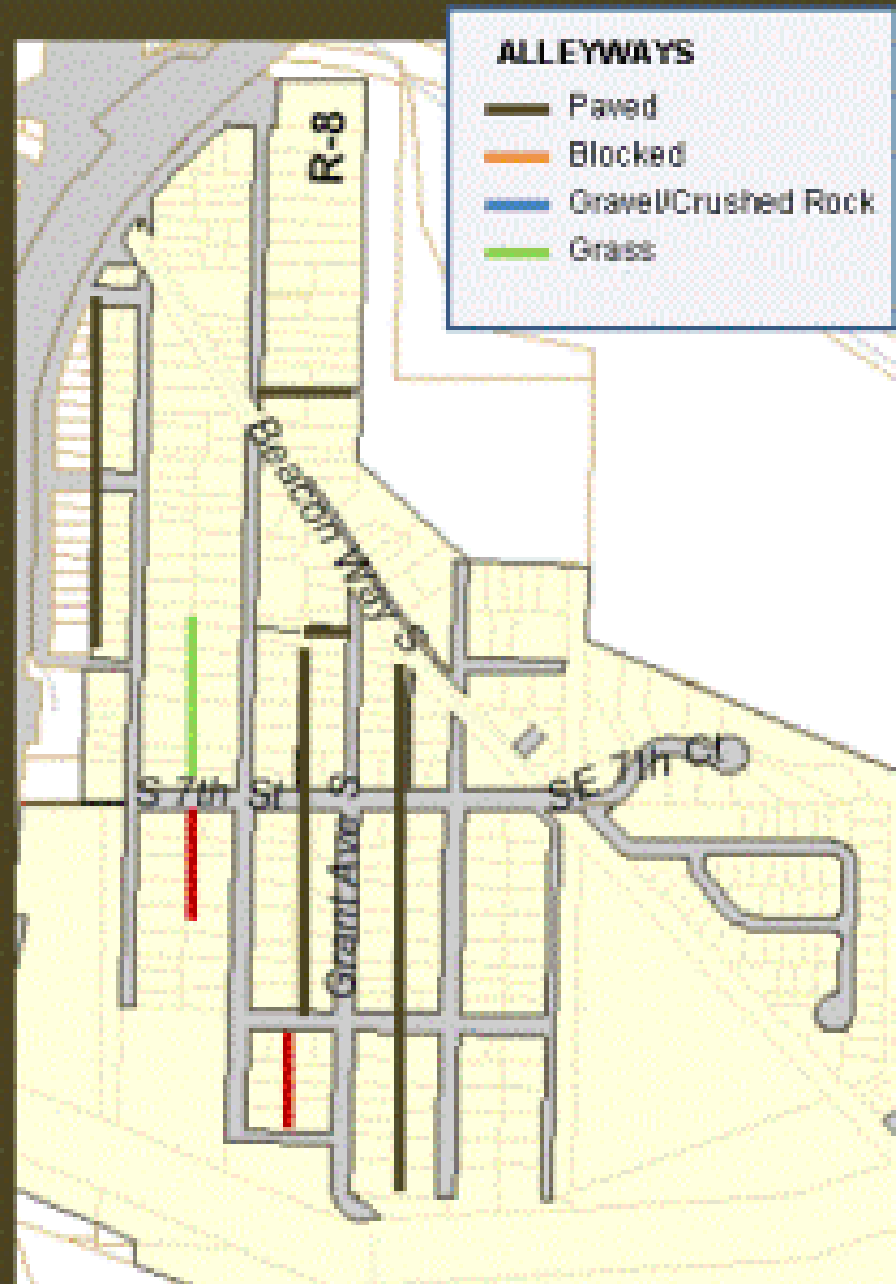 ALLEYWAYS
Paved
Blocked
Gravel/Crushed Rock
Grass
R-8
Beacon Way S
S 7th St
SE 7th Ct
Grant Ave S